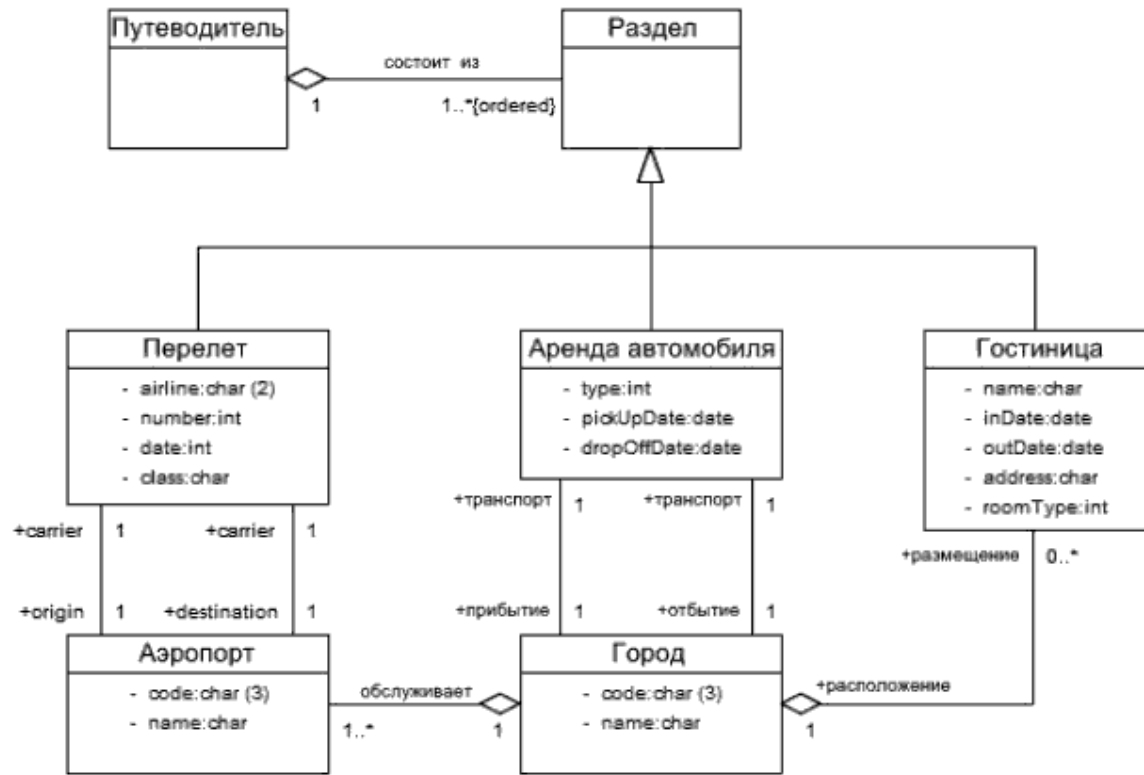 Путеводитель
Раздел
состоит из
1
1..*{ordered}
Перелет
- airline:char (2)
- number:int
- date:int
- class:char
Аренда автомобиля
- type:int
- pickUpDate:date
- dropOffDate:date
Гостиница
- name:char
- inDate:date
- outDate:date
- address:char
- roomType:int
+carrier 1 +carrier 1
+транспорт 1 +транспорт 1
+размещение 0..*
+origin 1 +destination 1
+прибытие 1 +отбытие 1
Аэропорт
- code:char (3)
- name:char
обслуживает
1..* 1
Город
- code:char (3)
- name:char
+расположение
1